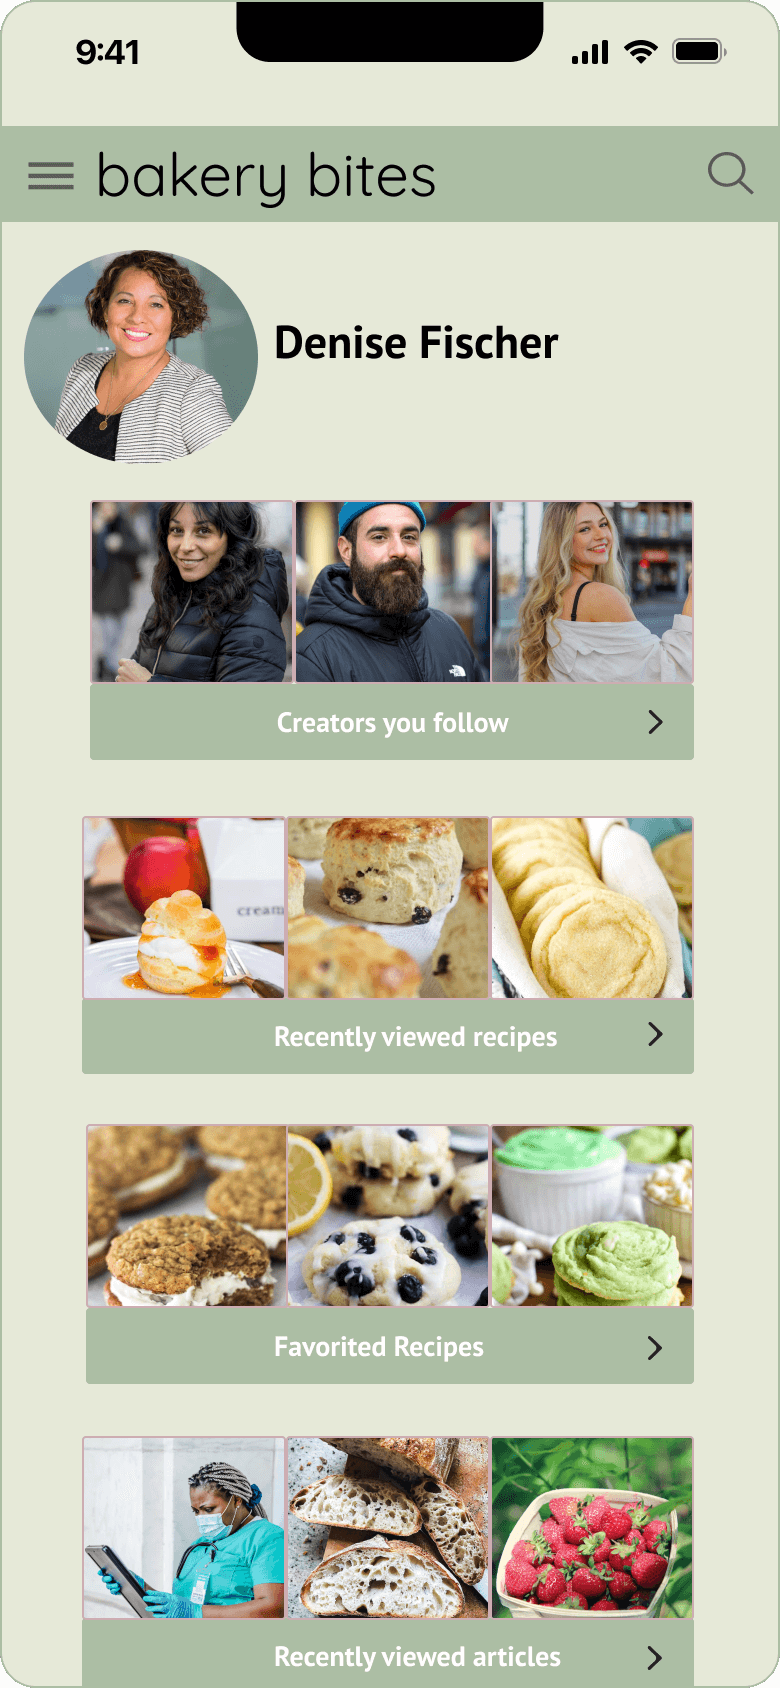 9:41
bakery bites
Denise Fischer
Creators you follow
cream
Recently viewed recipes
Favorited Recipes
Recently viewed articles